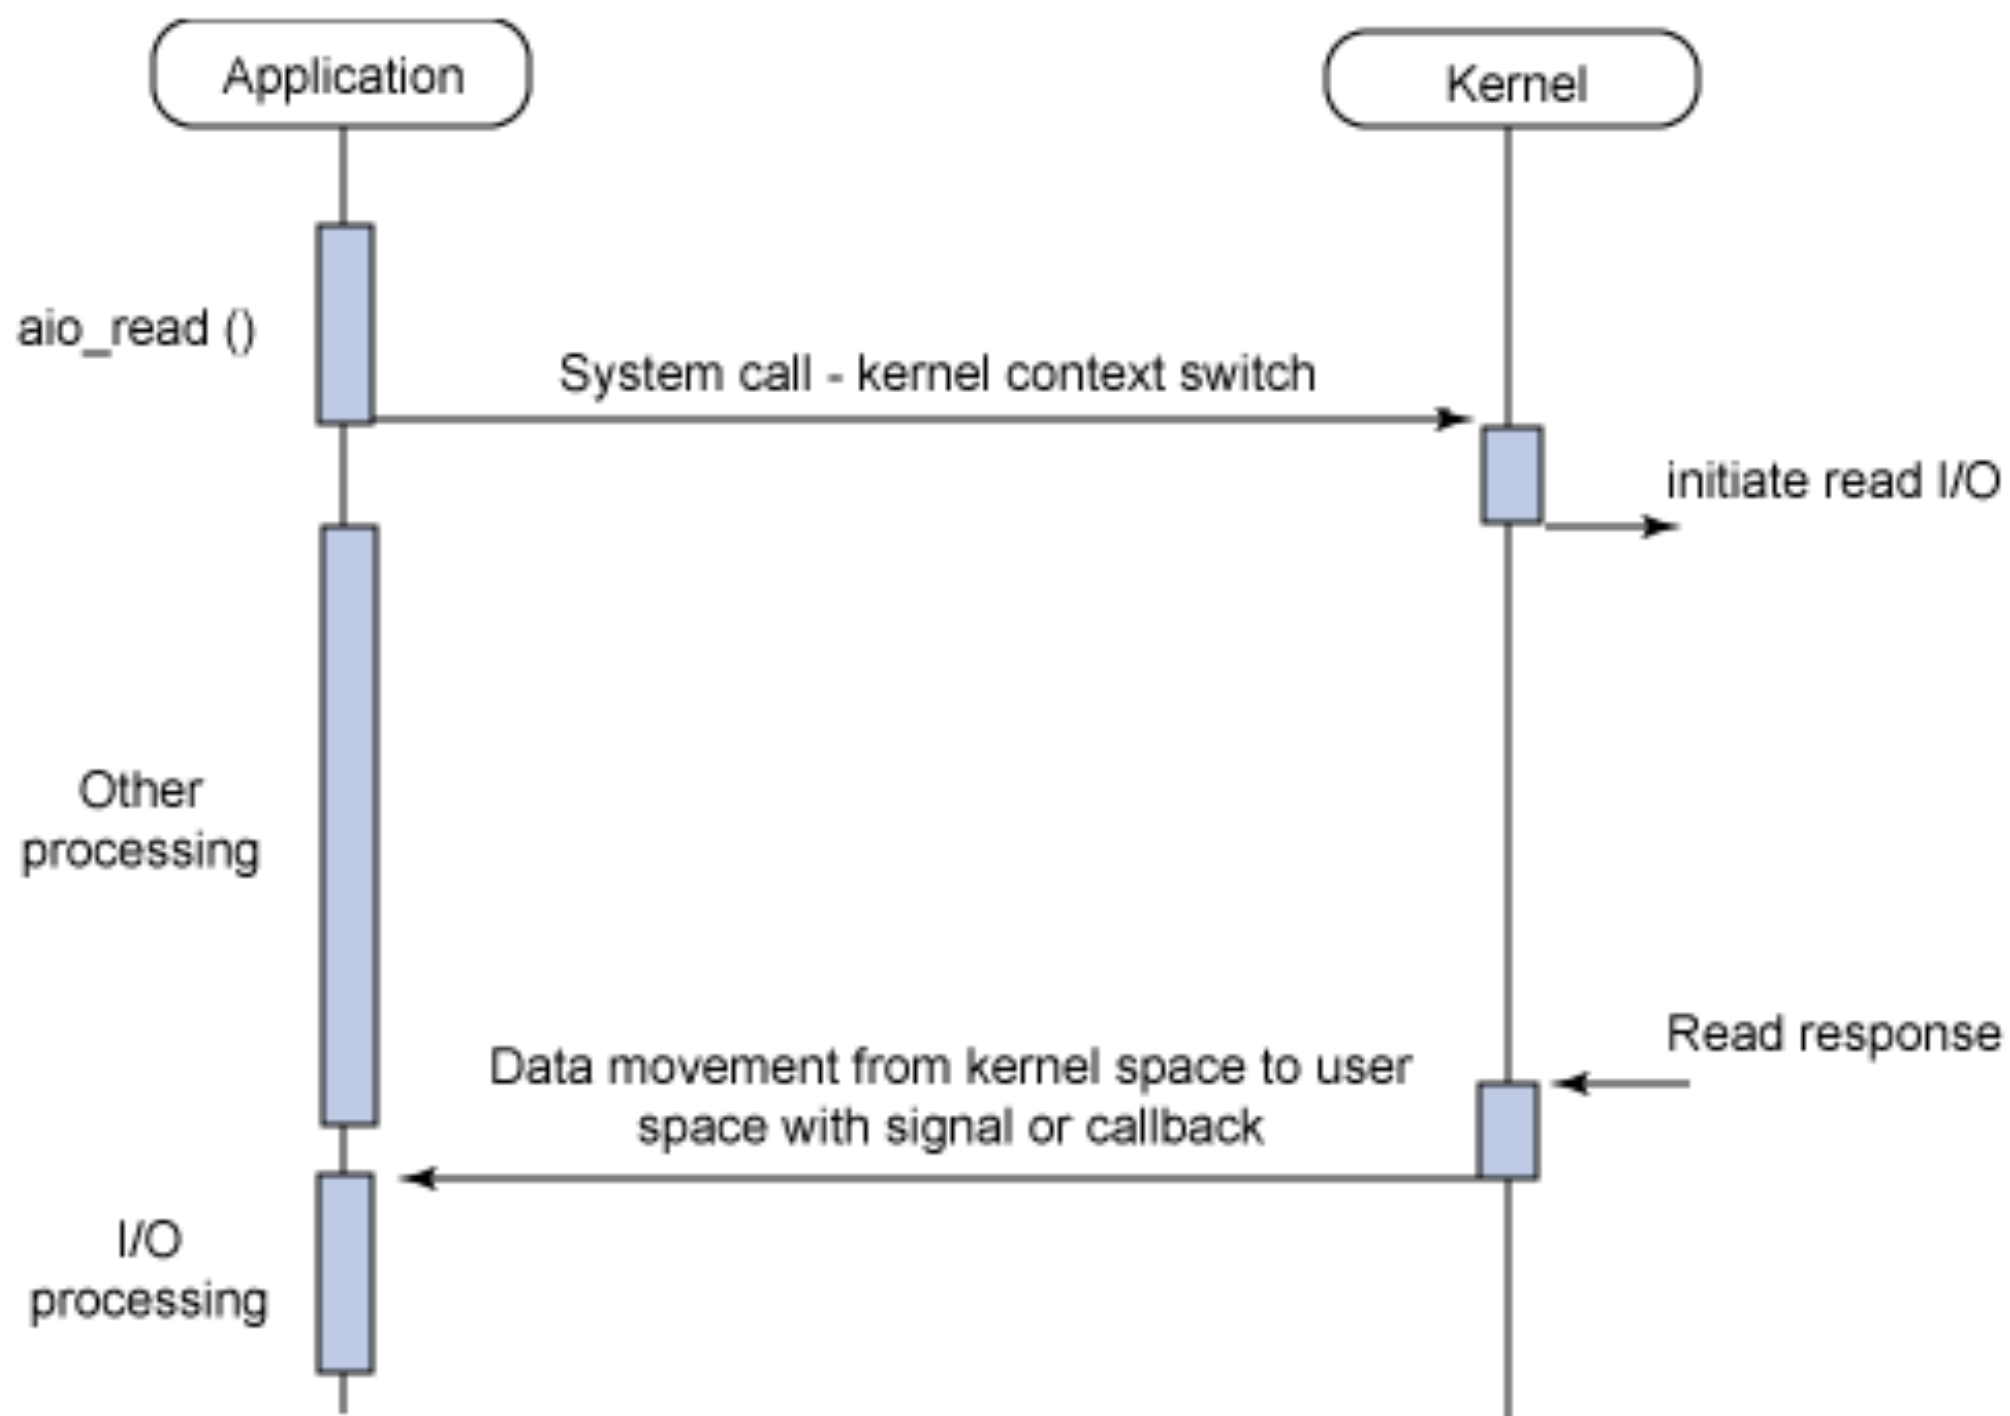 Application
Kernel
aio_read ()
System call - kernel context switch
initiate read I/O
Other
processing
Read response
Data movement from kernel space to user
space with signal or callback
I/O
processing